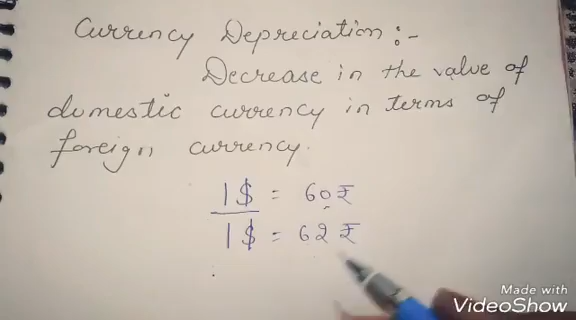 Currency Depreciation :-
Decrease in the value of
domestic currency in terms of
foreign currency.
1$ = 60₹
1$ = 62₹
Made with
VideoShow